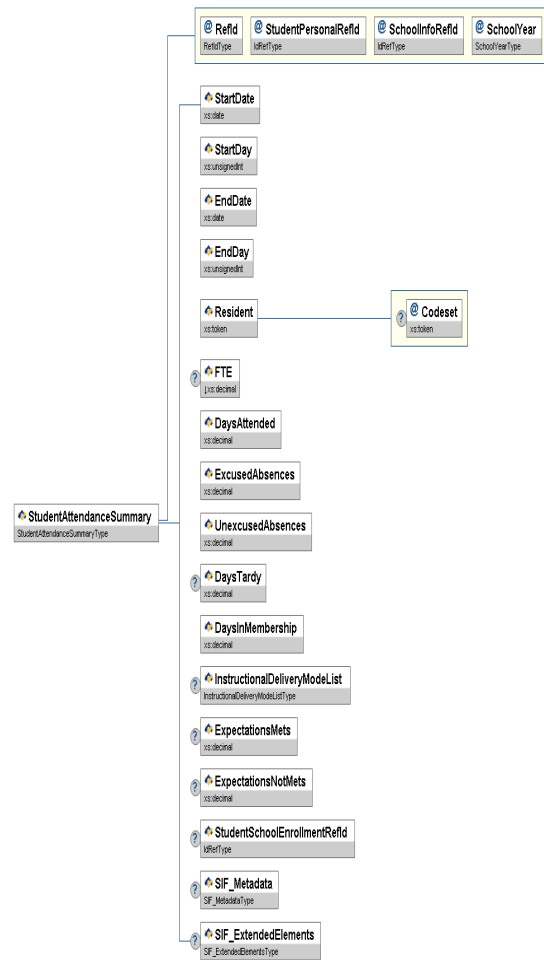 @ RefId @ StudentPersonalRefId @ SchoolInfoRefId @ SchoolYear
RefIdType IdRefType IdRefType SchoolYearType
StartDate
xs:date
StartDay
xs:unsignedInt
EndDate
xs:date
EndDay
xs:unsignedInt
Resident
xs:token
? @ Codeset
xs:token
? FTE
xs:decimal
DaysAttended
xs:decimal
ExcusedAbsences
xs:decimal
StudentAttendanceSummary
StudentAttendanceSummaryType
UnexcusedAbsences
xs:decimal
? DaysTardy
xs:decimal
DaysInMembership
xs:decimal
? InstructionalDeliveryModeList
InstructionalDeliveryModeListType
? ExpectationsMets
xs:decimal
? ExpectationsNotMets
xs:decimal
? StudentSchoolEnrollmentRefId
IdRefType
? SIF_Metadata
SIF_MetadataType
? SIF_ExtendedElements
SIF_ExtendedElementsType